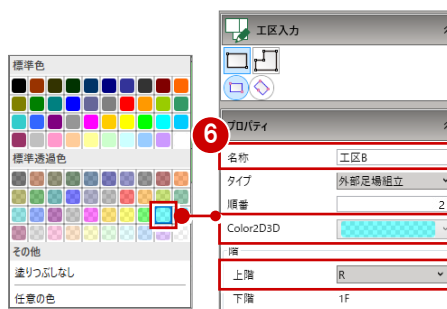 標準色
標準透過色
その他
塗りつぶしなし
任意の色
6
工区入力
プロパティ
名称 工区B
タイプ 外部足場組立
順番 2
Color2D3D
階
上階 R
下階 1F